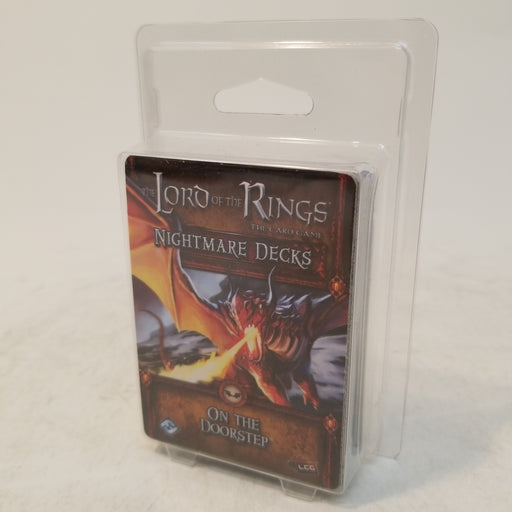 THE LORD OF THE RINGS
THE CARD GAME
NIGHTMARE DECKS
ON THE
DOORSTEP
LCG